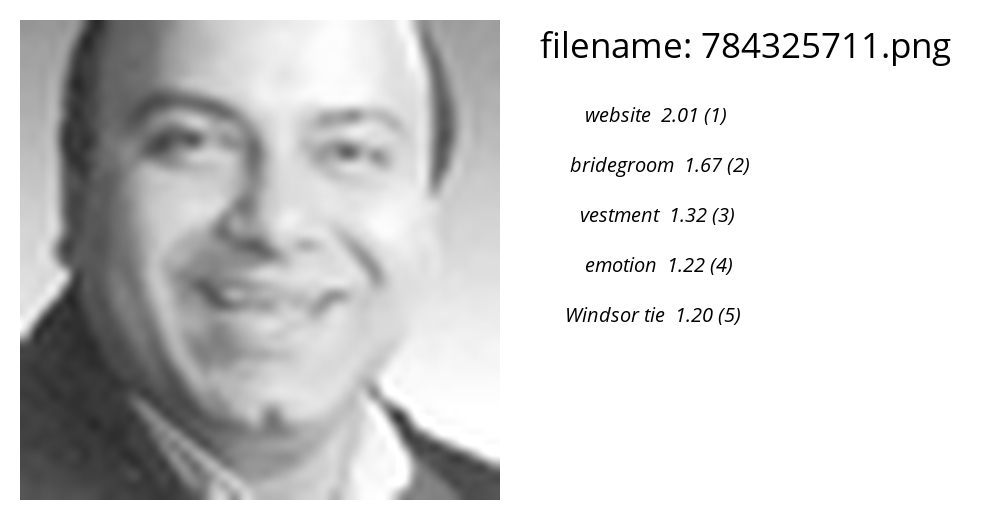 filename: 784325711.png
website 2.01 (1)
bridegroom 1.67 (2)
vestment 1.32 (3)
emotion 1.22 (4)
Windsor tie 1.20 (5)